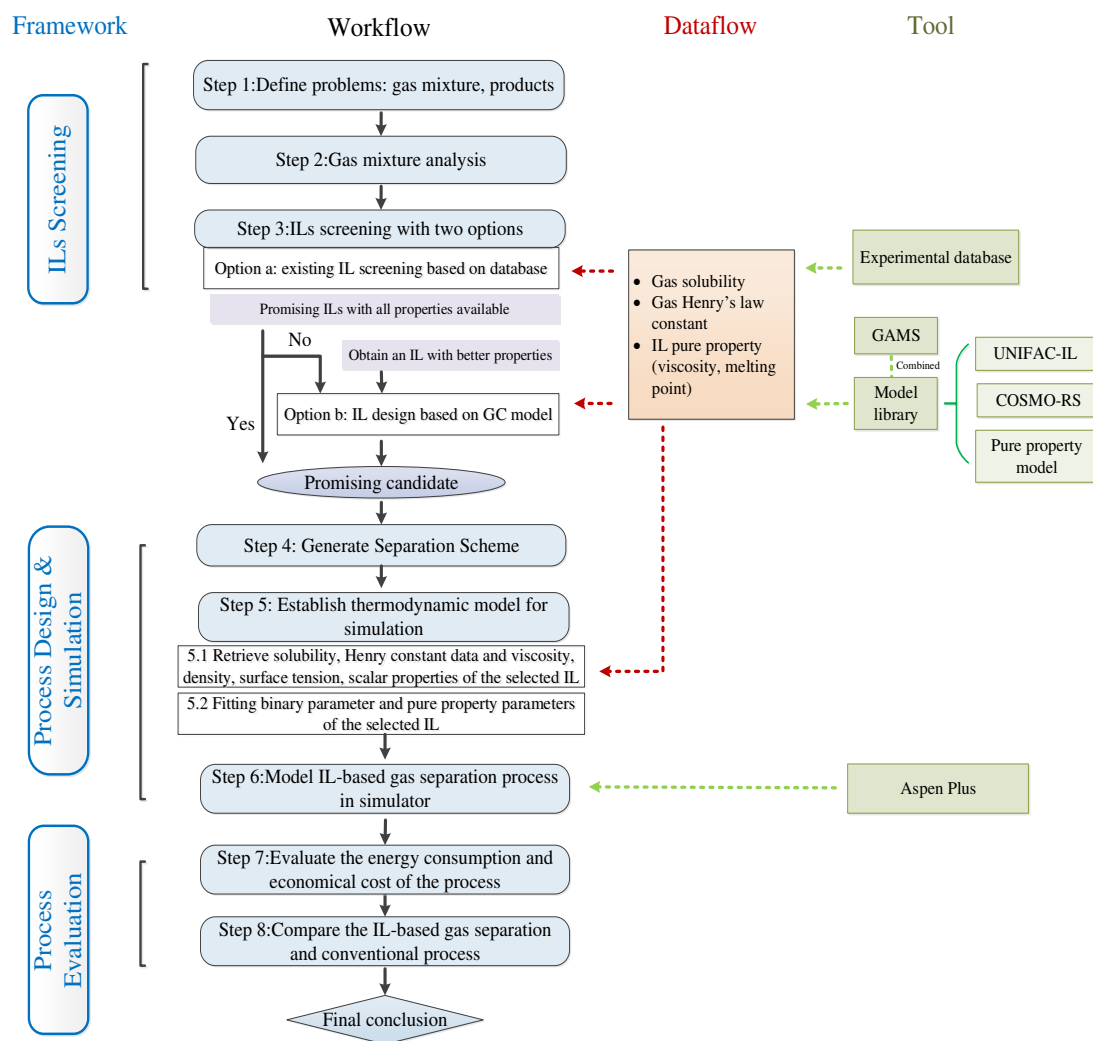 Framework
Workflow
Dataflow
Tool
ILs Screening
Step 1:Define problems: gas mixture, products
Step 2:Gas mixture analysis
Step 3:ILs screening with two options
Option a: existing IL screening based on database
Promising ILs with all properties available
No
Obtain an IL with better properties
Yes
Option b: IL design based on GC model
Promising candidate
• Gas solubility
• Gas Henry's law
constant
• IL pure property
(viscosity, melting
point)
Experimental database
GAMS
Combined
Model
library
UNIFAC-IL
COSMO-RS
Pure property
model
Process Design &
Simulation
Step 4: Generate Separation Scheme
Step 5: Establish thermodynamic model for
simulation
5.1 Retrieve solubility, Henry constant data and viscosity,
density, surface tension, scalar properties of the selected IL
5.2 Fitting binary parameter and pure property parameters
of the selected IL
Step 6:Model IL-based gas separation process
in simulator
Aspen Plus
Process
Evaluation
Step 7:Evaluate the energy consumption and
economical cost of the process
Step 8:Compare the IL-based gas separation
and conventional process
Final conclusion